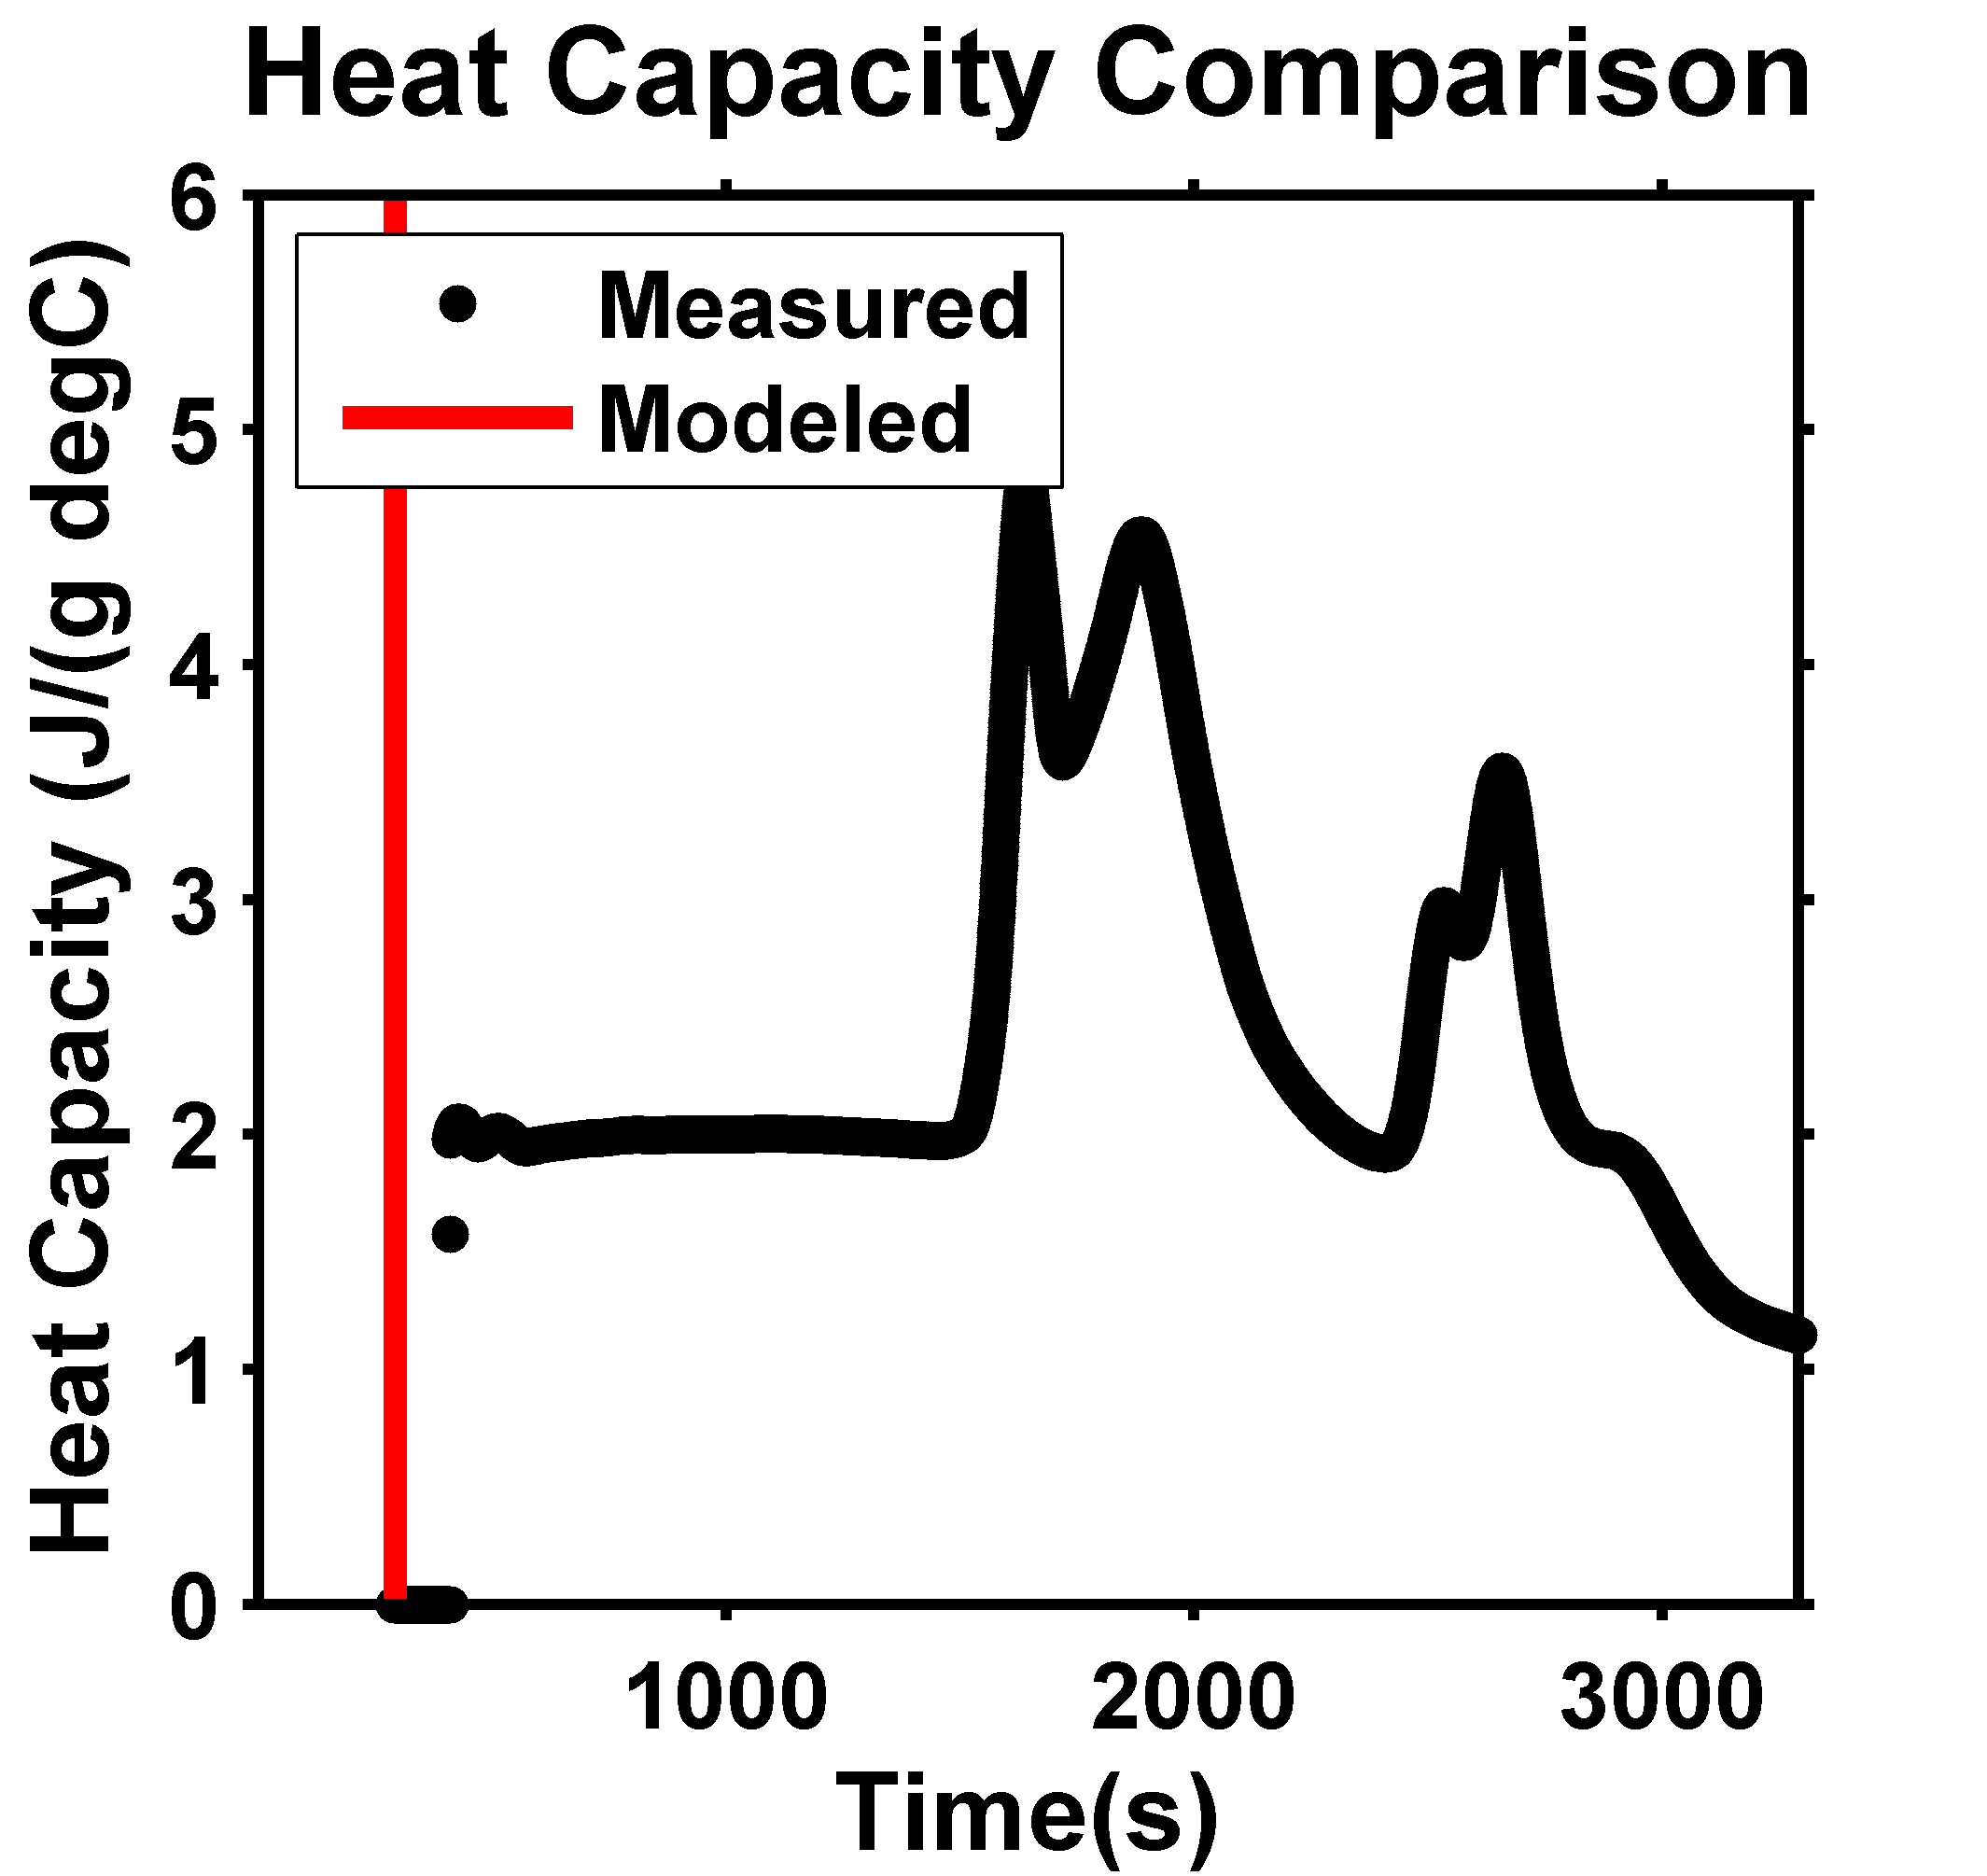 Heat Capacity Comparison
Heat Capacity (J/(g degC)
6
5
4
3
2
1
0
Measured
Modeled
1000 2000 3000
Time(s)